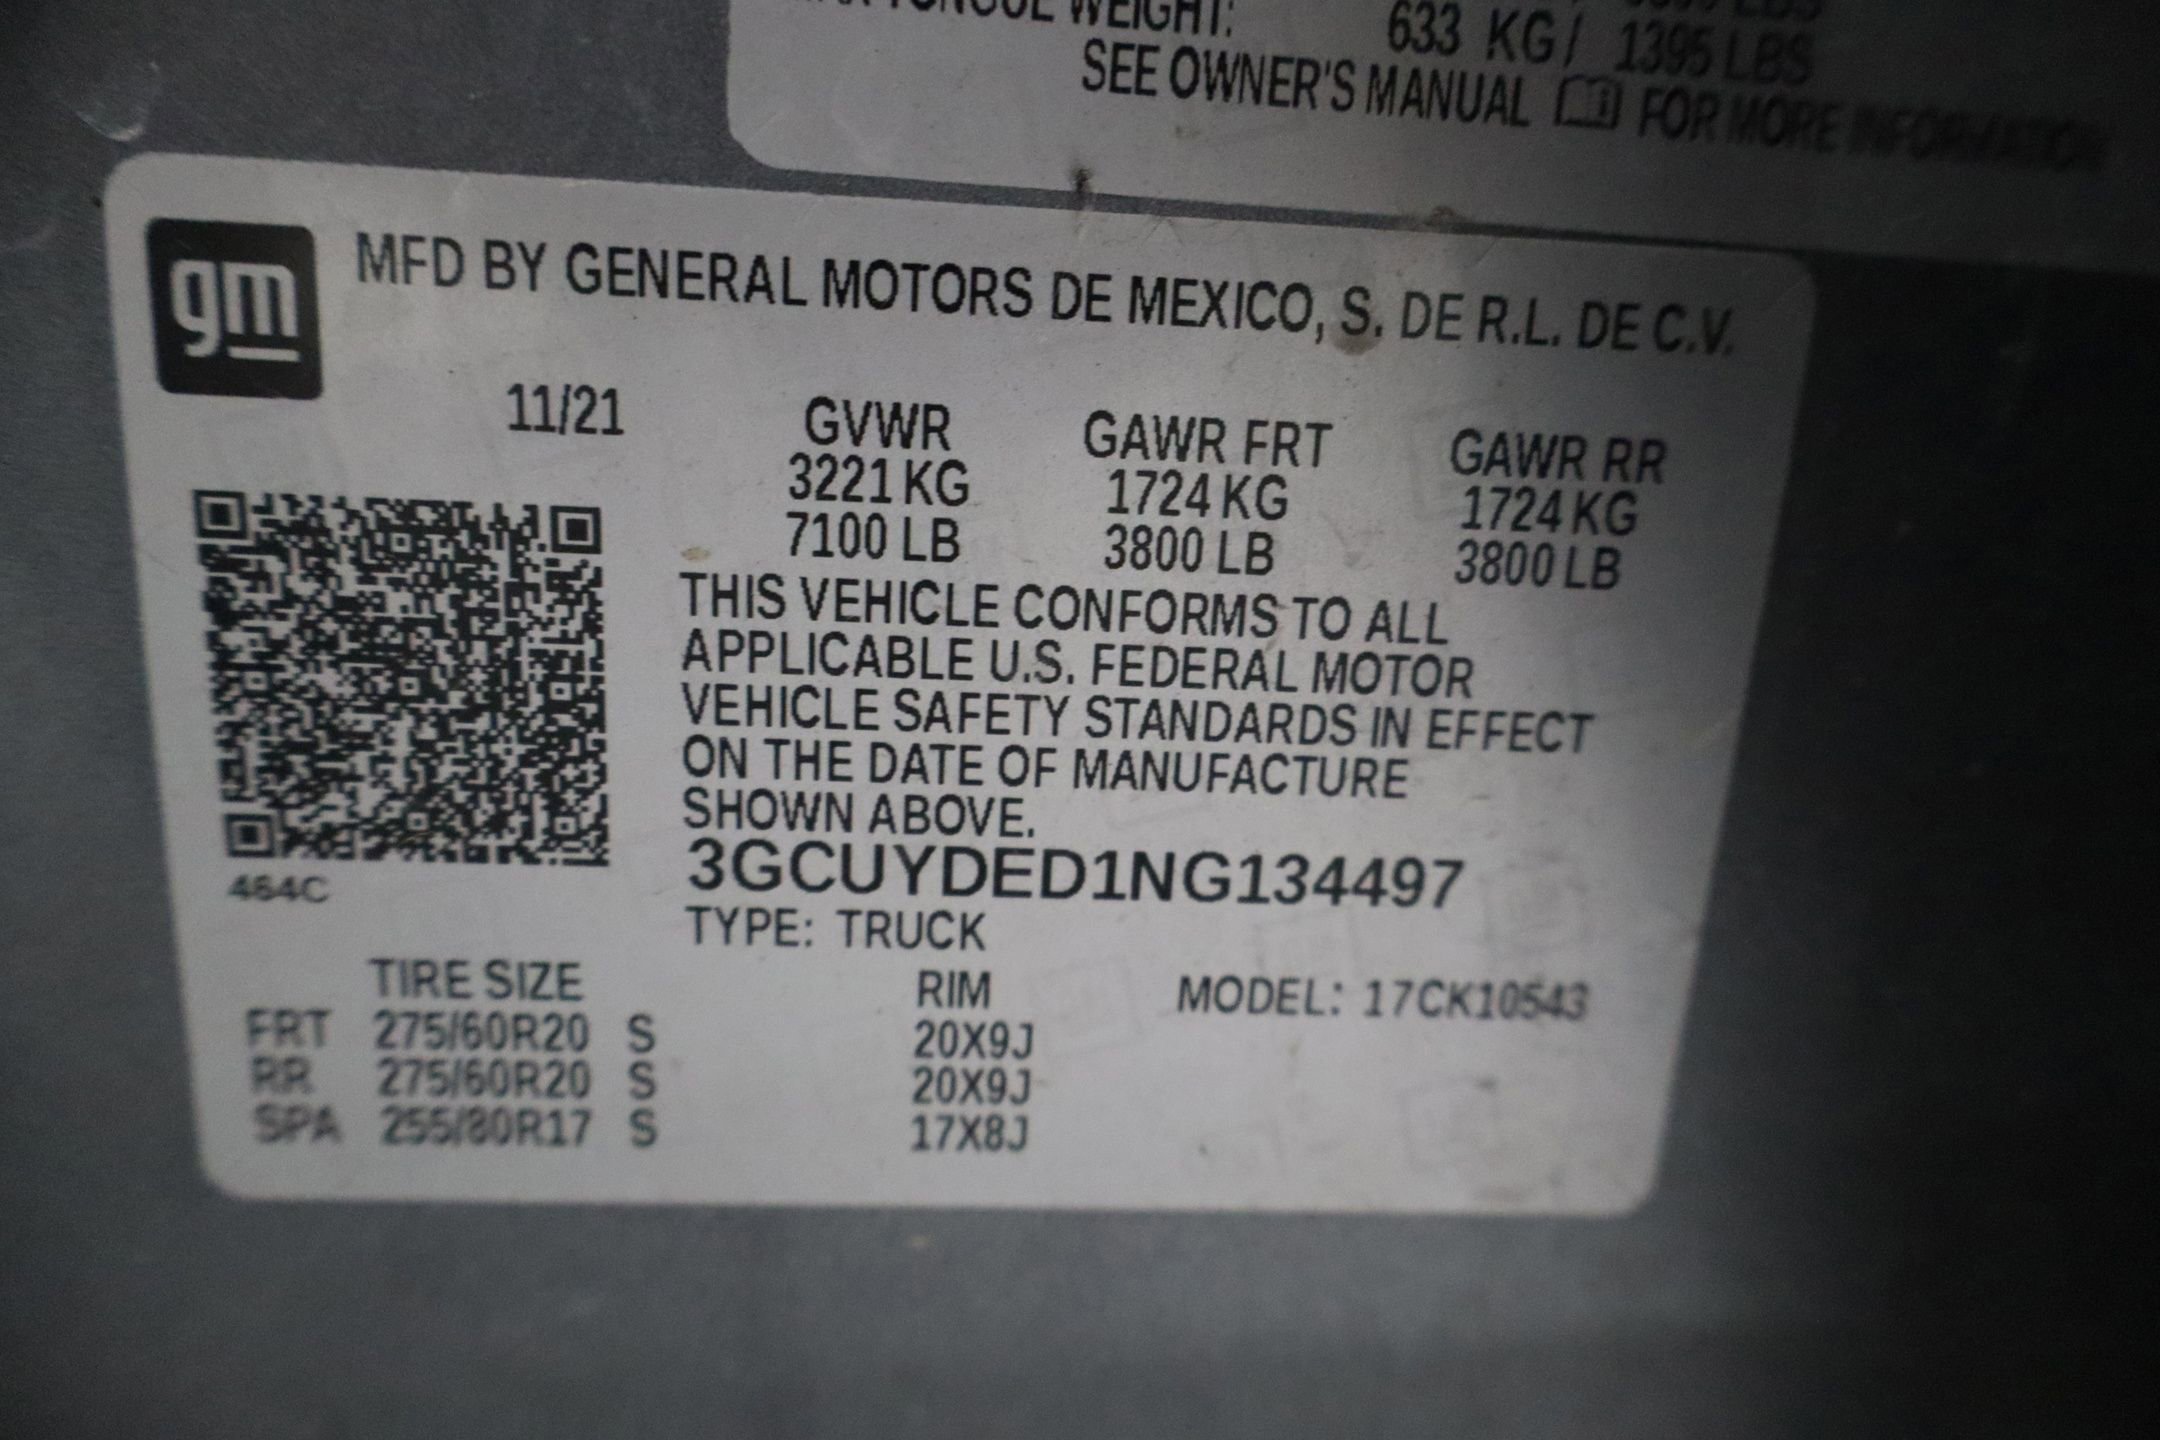 TONGUE WEIGHT: 633 KG / 1395 LBS
SEE OWNER'S MANUAL FOR MORE INFORMATION
gm
MFD BY GENERAL MOTORS DE MEXICO, S. DE R.L. DE C.V.
11/21
GVWR GAWR FRT GAWR RR
3221 KG 1724 KG 1724 KG
7100 LB 3800 LB 3800 LB
THIS VEHICLE CONFORMS TO ALL
APPLICABLE U.S. FEDERAL MOTOR
VEHICLE SAFETY STANDARDS IN EFFECT
ON THE DATE OF MANUFACTURE
SHOWN ABOVE.
3GCUYDED1NG134497
464C
TYPE: TRUCK
TIRE SIZE RIM MODEL: 17CK10543
FRT 275/60R20 S 20X9J
RR 275/60R20 S 20X9J
SPA 255/80R17 S 17X8J